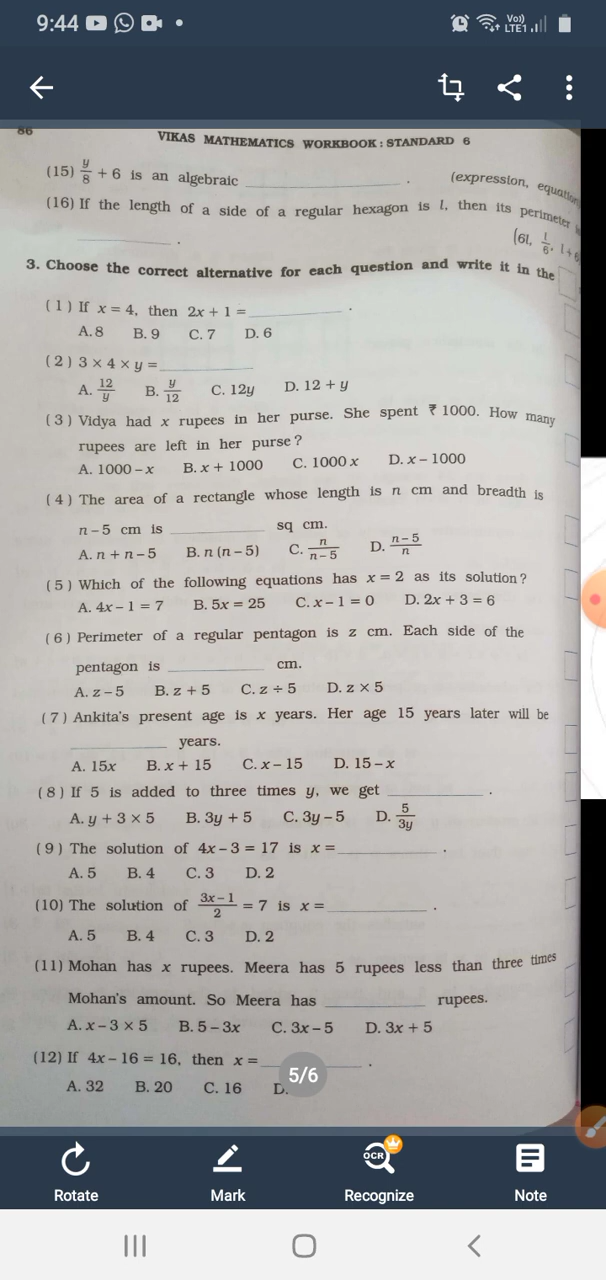 9:44
Vo))
LTE1
86
VIKAS MATHEMATICS WORKBOOK : STANDARD 6
(15) y/8 + 6 is an algebraic ____________ . (expression, equation
(16) If the length of a side of a regular hexagon is l, then its perimeter
____________ . (6l, l/6, l + 6
3. Choose the correct alternative for each question and write it in the
(1) If x = 4, then 2x + 1 = ____________ .
A. 8 B. 9 C. 7 D. 6
(2) 3 × 4 × y = ____________
A. 12/y B. y/12 C. 12y D. 12 + y
(3) Vidya had x rupees in her purse. She spent ₹ 1000. How many
rupees are left in her purse?
A. 1000 – x B. x + 1000 C. 1000 x D. x – 1000
(4) The area of a rectangle whose length is n cm and breadth is
n – 5 cm is ____________ sq cm.
A. n + n – 5 B. n (n – 5) C. n/n – 5 D. n – 5/n
(5) Which of the following equations has x = 2 as its solution?
A. 4x – 1 = 7 B. 5x = 25 C. x – 1 = 0 D. 2x + 3 = 6
(6) Perimeter of a regular pentagon is z cm. Each side of the
pentagon is ____________ cm.
A. z – 5 B. z + 5 C. z ÷ 5 D. z × 5
(7) Ankita's present age is x years. Her age 15 years later will be
____________ years.
A. 15x B. x + 15 C. x – 15 D. 15 – x
(8) If 5 is added to three times y, we get ____________ .
A. y + 3 × 5 B. 3y + 5 C. 3y – 5 D. 5/3y
(9) The solution of 4x – 3 = 17 is x = ____________ .
A. 5 B. 4 C. 3 D. 2
(10) The solution of 3x – 1/2 = 7 is x = ____________ .
A. 5 B. 4 C. 3 D. 2
(11) Mohan has x rupees. Meera has 5 rupees less than three times
Mohan's amount. So Meera has ____________ rupees.
A. x – 3 × 5 B. 5 – 3x C. 3x – 5 D. 3x + 5
(12) If 4x – 16 = 16, then x = ____________ .
5/6
A. 32 B. 20 C. 16 D.
OCR
Rotate Mark Recognize Note